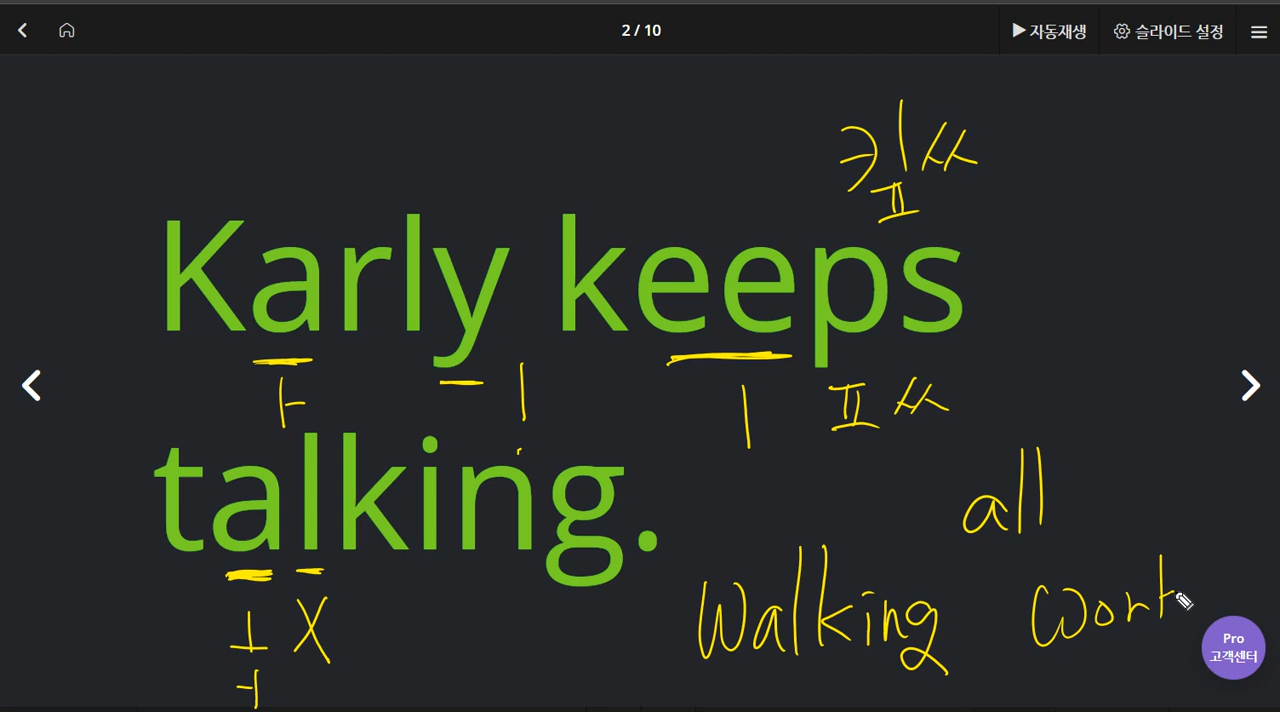 2 / 10
▶ 자동재생
슬라이드 설정
킾ㅆ
Karly keeps
ㅏ ㅣ ㅣ ㅍ ㅆ
talking.
all
ㅗ X
ㅓ
Walking
Work
Pro
고객센터